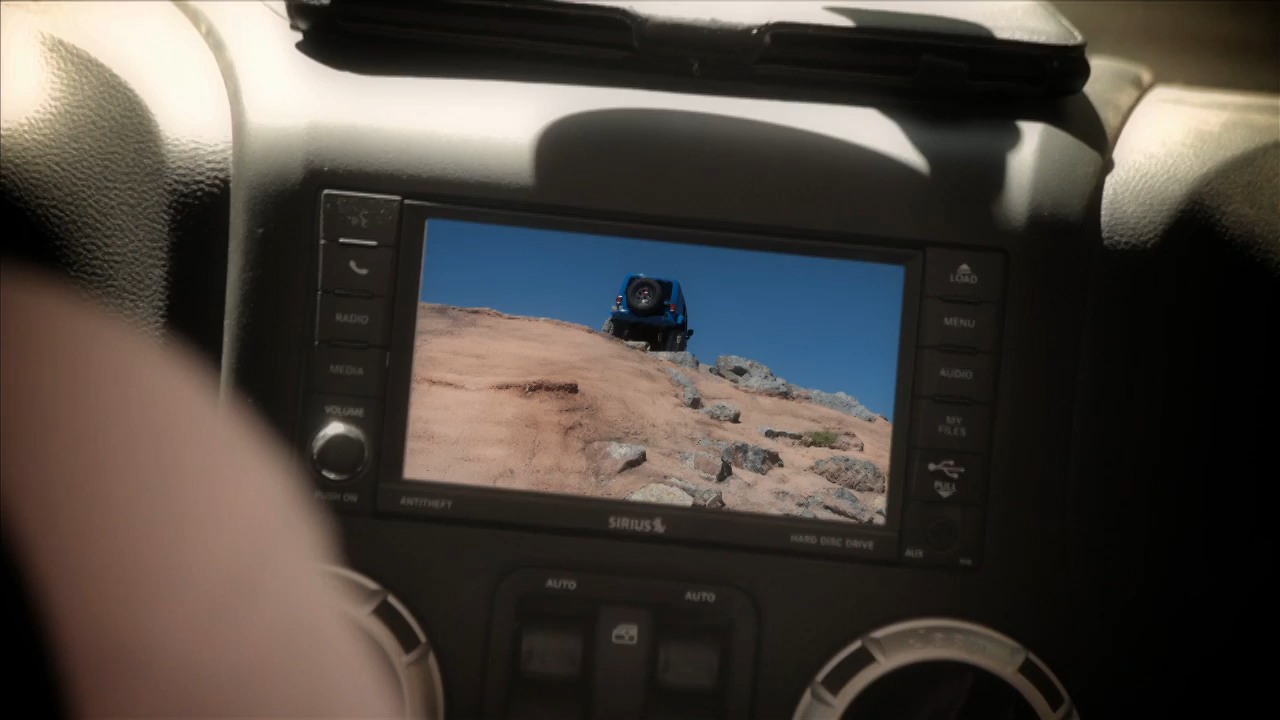 LOAD
RADIO
MENU
MEDIA
AUDIO
VOLUME
MY
FILES
PULL
PUSH ON
ANTITHEFT
SIRIUS
HARD DISC DRIVE
AUX
AUTO
AUTO